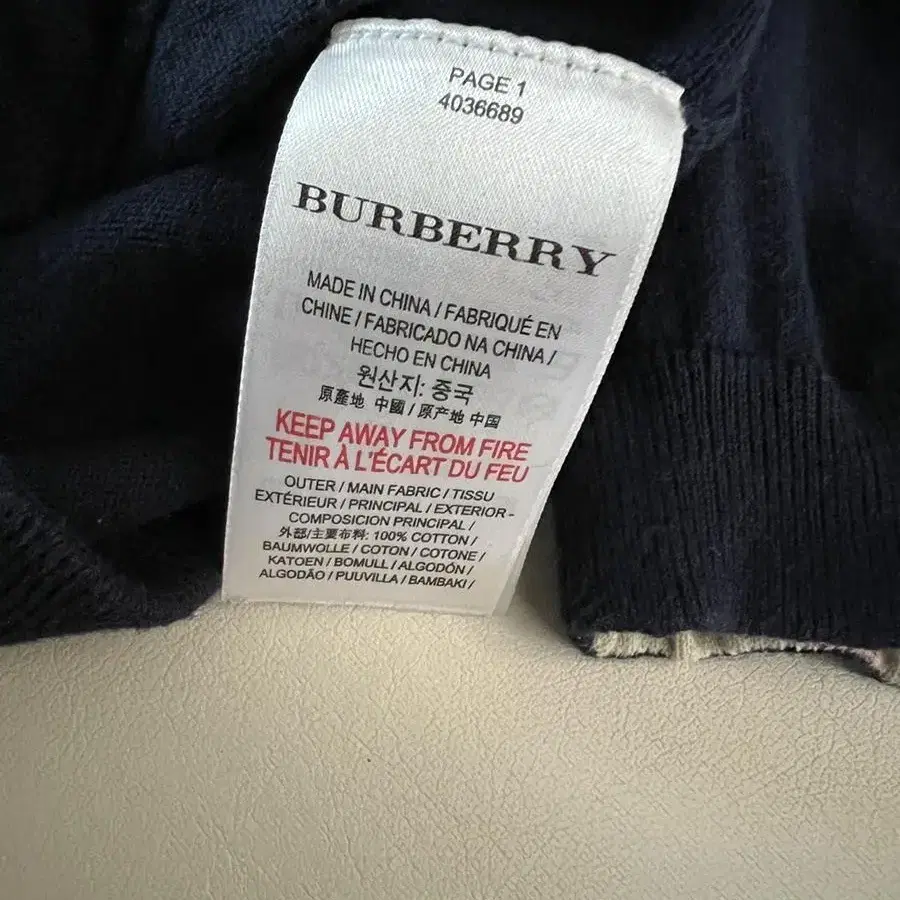 PAGE 1
4036689
BURBERRY
MADE IN CHINA / FABRIQUÉ EN
CHINE / FABRICADO NA CHINA /
HECHO EN CHINA
원산지: 중국
原產地 中國 / 原产地 中国
KEEP AWAY FROM FIRE
TENIR À L'ÉCART DU FEU
OUTER / MAIN FABRIC / TISSU
EXTÉRIEUR / PRINCIPAL / EXTERIOR -
COMPOSICION PRINCIPAL /
外部/主要布料: 100% COTTON /
BAUMWOLLE / COTON / COTONE /
KATOEN / BOMULL / ALGODÓN /
ALGODÃO / PUUVILLA / BAMBAKI /